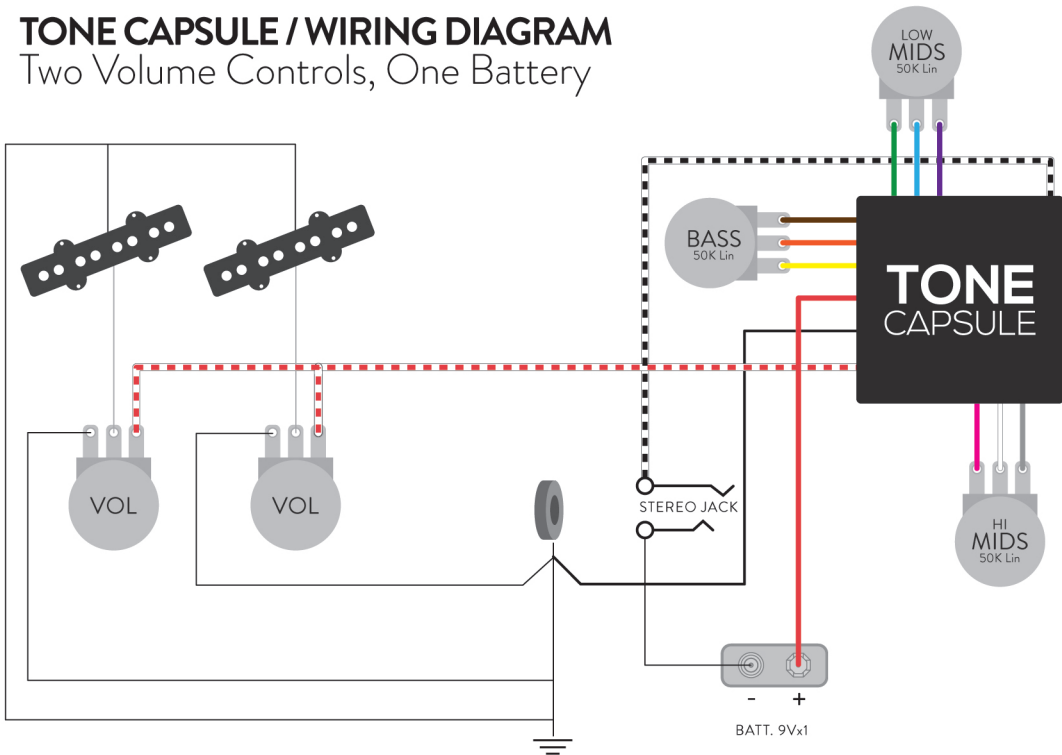 TONE CAPSULE / WIRING DIAGRAM
Two Volume Controls, One Battery
LOW
MIDS
50K Lin
BASS
50K Lin
TONE
CAPSULE
VOL
VOL
STEREO JACK
HI
MIDS
50K Lin
- +
BATT. 9Vx1